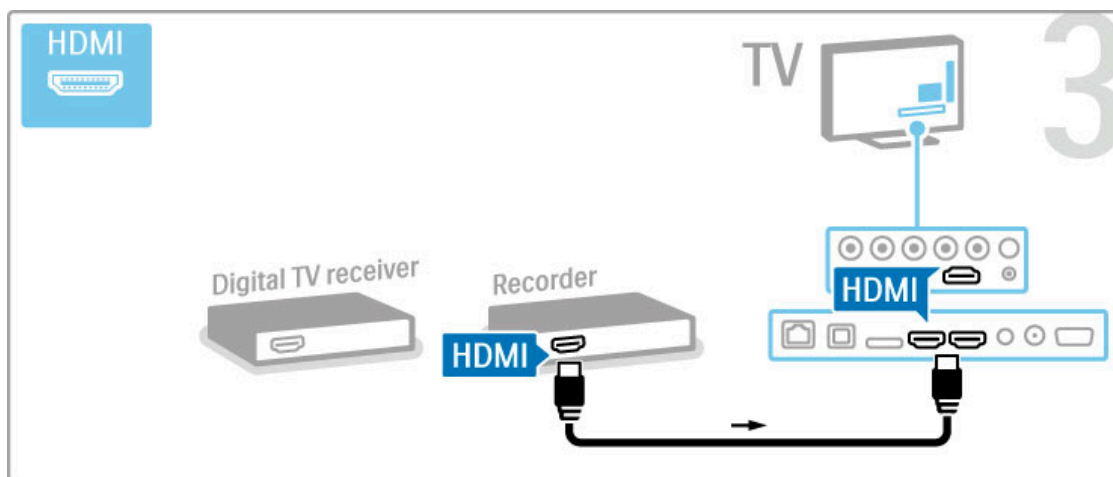 HDMI
TV
3
Digital TV receiver
Recorder
HDMI
HDMI